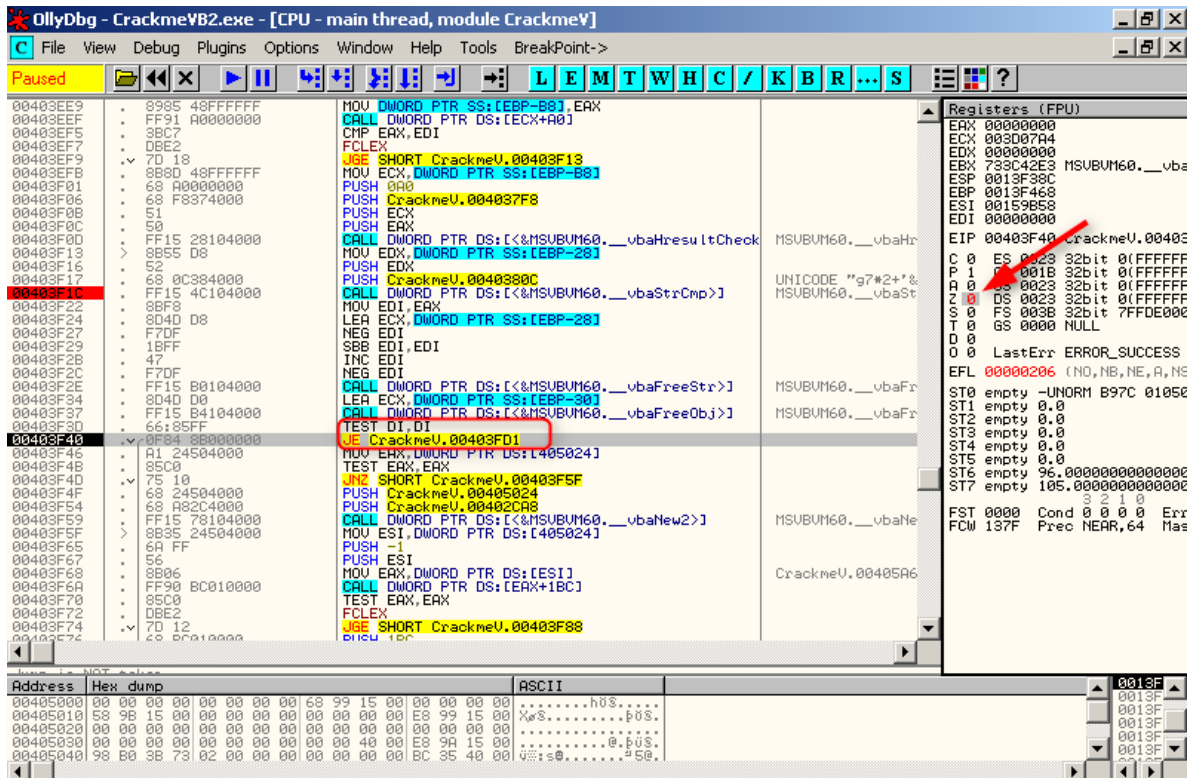 OllyDbg - CrackmeVB2.exe - [CPU - main thread, module CrackmeV]
C File View Debug Plugins Options Window Help Tools BreakPoint->
Paused L E M T W H C / K B R ... S ?
00403EE9 . 8985 48FFFFFF MOV DWORD PTR SS:[EBP-B8],EAX
00403EEF . FF91 A0000000 CALL DWORD PTR DS:[ECX+A0]
00403EF5 . 3BC7 CMP EAX,EDI
00403EF7 . DBE2 FCLEX
00403EF9 .v 7D 18 JGE SHORT CrackmeV.00403F13
00403EFB . 8B8D 48FFFFFF MOV ECX,DWORD PTR SS:[EBP-B8]
00403F01 . 68 A0000000 PUSH 0A0
00403F06 . 68 F8374000 PUSH CrackmeV.004037F8
00403F0B . 51 PUSH ECX
00403F0C . 50 PUSH EAX
00403F0D . FF15 28104000 CALL DWORD PTR DS:[<&MSVBVM60.__vbaHresultCheck MSVBVM60.__vbaHr
00403F13 > 8B55 D8 MOV EDX,DWORD PTR SS:[EBP-28]
00403F16 . 52 PUSH EDX
00403F17 . 68 0C384000 PUSH CrackmeV.0040380C UNICODE "g7#2+'&
00403F1C . FF15 4C104000 CALL DWORD PTR DS:[<&MSVBVM60.__vbaStrCmp>] MSVBVM60.__vbaSt
00403F22 . 8BF8 MOV EDI,EAX
00403F24 . 8D4D D8 LEA ECX,DWORD PTR SS:[EBP-28]
00403F27 . F7DF NEG EDI
00403F29 . 1BFF SBB EDI,EDI
00403F2B . 47 INC EDI
00403F2C . F7DF NEG EDI
00403F2E . FF15 B0104000 CALL DWORD PTR DS:[<&MSVBVM60.__vbaFreeStr>] MSVBVM60.__vbaFr
00403F34 . 8D4D D0 LEA ECX,DWORD PTR SS:[EBP-30]
00403F37 . FF15 B4104000 CALL DWORD PTR DS:[<&MSVBVM60.__vbaFreeObj>] MSVBVM60.__vbaFr
00403F3D . 66:85FF TEST DI,DI
00403F40 .v 0F84 8B000000 JE CrackmeV.00403FD1
00403F46 . A1 24504000 MOV EAX,DWORD PTR DS:[405024]
00403F4B . 85C0 TEST EAX,EAX
00403F4D .v 75 10 JNZ SHORT CrackmeV.00403F5F
00403F4F . 68 24504000 PUSH CrackmeV.00405024
00403F54 . 68 A82C4000 PUSH CrackmeV.00402CA8
00403F59 . FF15 78104000 CALL DWORD PTR DS:[<&MSVBVM60.__vbaNew2>] MSVBVM60.__vbaNe
00403F5F > 8B35 24504000 MOV ESI,DWORD PTR DS:[405024]
00403F65 . 6A FF PUSH -1
00403F67 . 56 PUSH ESI
00403F68 . 8B06 MOV EAX,DWORD PTR DS:[ESI] CrackmeV.00405A6
00403F6A . FF90 BC010000 CALL DWORD PTR DS:[EAX+1BC]
00403F70 . 85C0 TEST EAX,EAX
00403F72 . DBE2 FCLEX
00403F74 .v 7D 12 JGE SHORT CrackmeV.00403F88
00403F76 . 68 BC010000 PUSH 1BC
Registers (FPU)
EAX 00000000
ECX 003D07A4
EDX 00000000
EBX 733C42E3 MSVBVM60.__vba
ESP 0013F38C
EBP 0013F468
ESI 00159B58
EDI 00000000
EIP 00403F40 CrackmeV.00403
C 0 ES 0023 32bit 0(FFFFFF
P 1 001B 32bit 0(FFFFFF
A 0 0023 32bit 0(FFFFFF
Z 0 DS 0023 32bit 0(FFFFFF
S 0 FS 003B 32bit 7FFDE000
T 0 GS 0000 NULL
D 0
O 0 LastErr ERROR_SUCCESS
EFL 00000206 (NO,NB,NE,A,NS
ST0 empty -UNORM B97C 01050
ST1 empty 0.0
ST2 empty 0.0
ST3 empty 0.0
ST4 empty 0.0
ST5 empty 0.0
ST6 empty 96.00000000000000
ST7 empty 105.0000000000000
3 2 1 0
FST 0000 Cond 0 0 0 0 Err
FCW 137F Prec NEAR,64 Mas
Address Hex dump ASCII
00405000 00 00 00 00 00 00 00 00 68 99 15 00 00 00 00 00
00405010 58 9B 15 00 00 00 00 00 00 00 00 00 E8 99 15 00
00405020 00 00 00 00 00 00 00 00 00 00 00 00 00 00 00 00
00405030 00 00 00 00 00 00 00 00 00 00 40 00 E8 9A 15 00
00405040 98 B0 3B 73 02 00 00 00 00 00 00 00 BC 35 40 00
0013F
0013F
0013F
0013F
0013F
0013F